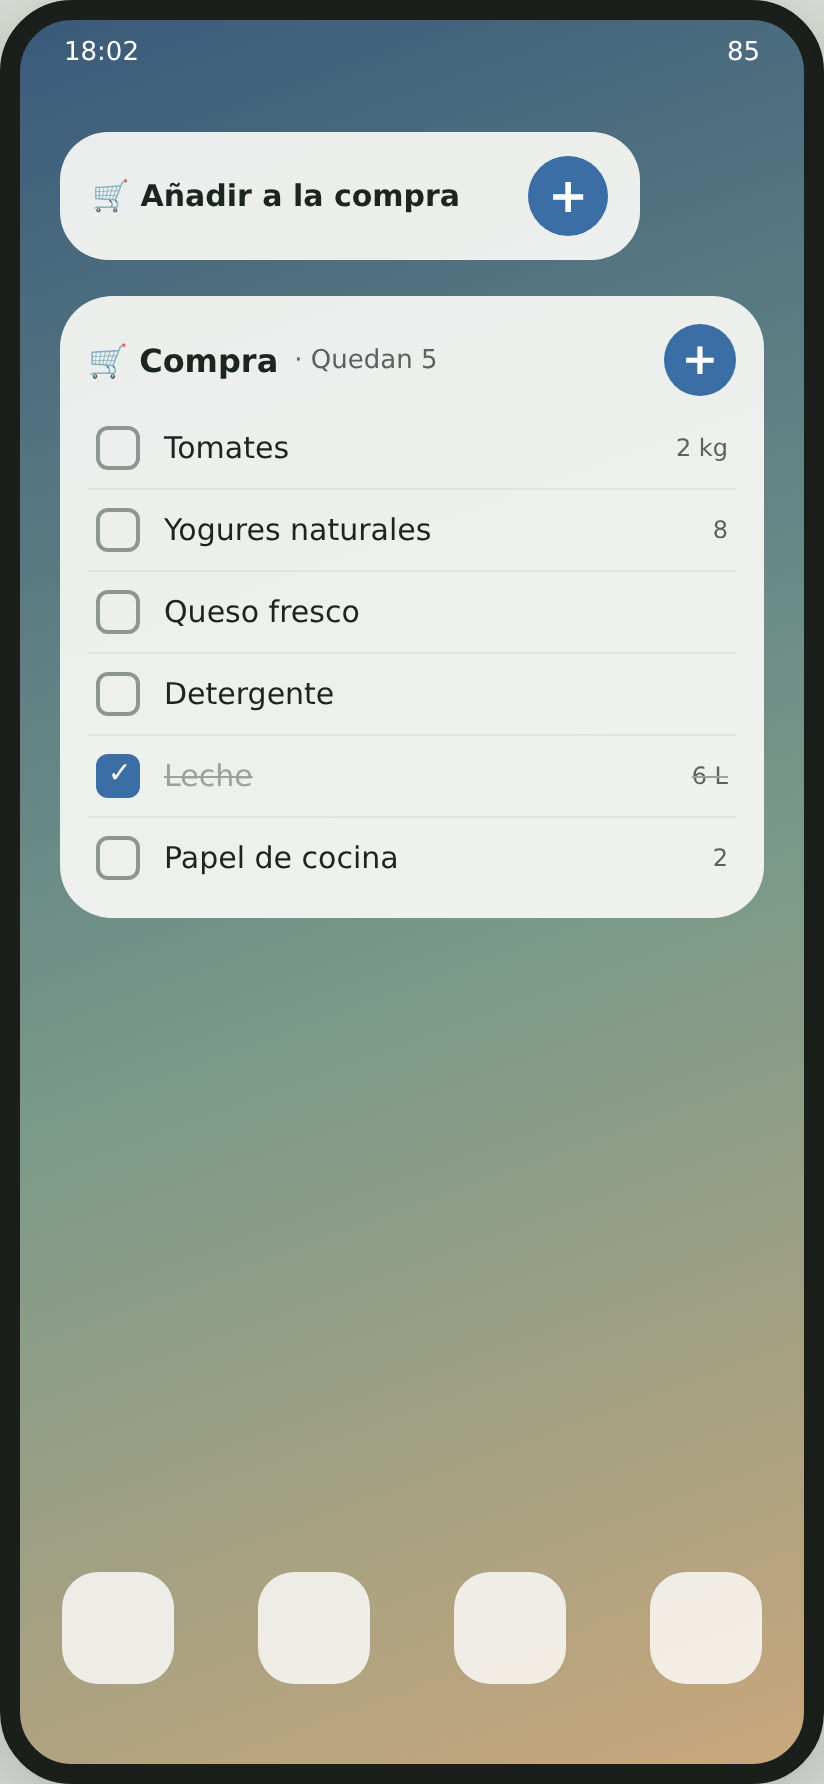 18:02 85
🛒 Añadir a la compra +
🛒 Compra · Quedan 5 +
Tomates 2 kg
Yogures naturales 8
Queso fresco
Detergente
✓ Leche 6 L
Papel de cocina 2